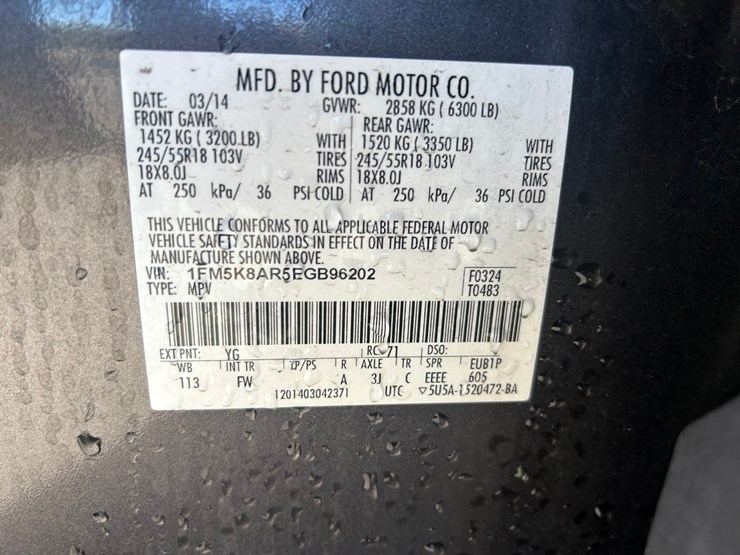 MFD. BY FORD MOTOR CO.
DATE: 03/14 GVWR: 2858 KG ( 6300 LB)
FRONT GAWR: REAR GAWR:
1452 KG ( 3200 LB) WITH 1520 KG ( 3350 LB) WITH
245/55R18 103V TIRES 245/55R18 103V TIRES
18X8.0J RIMS 18X8.0J RIMS
AT 250 kPa/ 36 PSI COLD AT 250 kPa/ 36 PSI COLD
THIS VEHICLE CONFORMS TO ALL APPLICABLE FEDERAL MOTOR
VEHICLE SAFETY STANDARDS IN EFFECT ON THE DATE OF
MANUFACTURE SHOWN ABOVE.
VIN: 1FM5K8AR5EGB96202 F0324
TYPE: MPV T0483
EXT PNT: YG RC: 71 DSO:
WB INT TR TP/PS R AXLE TR SPR EUB1P
113 FW A 3J C EEEE 605
1201403042371 UTC ▽5U5A-1520472-BA